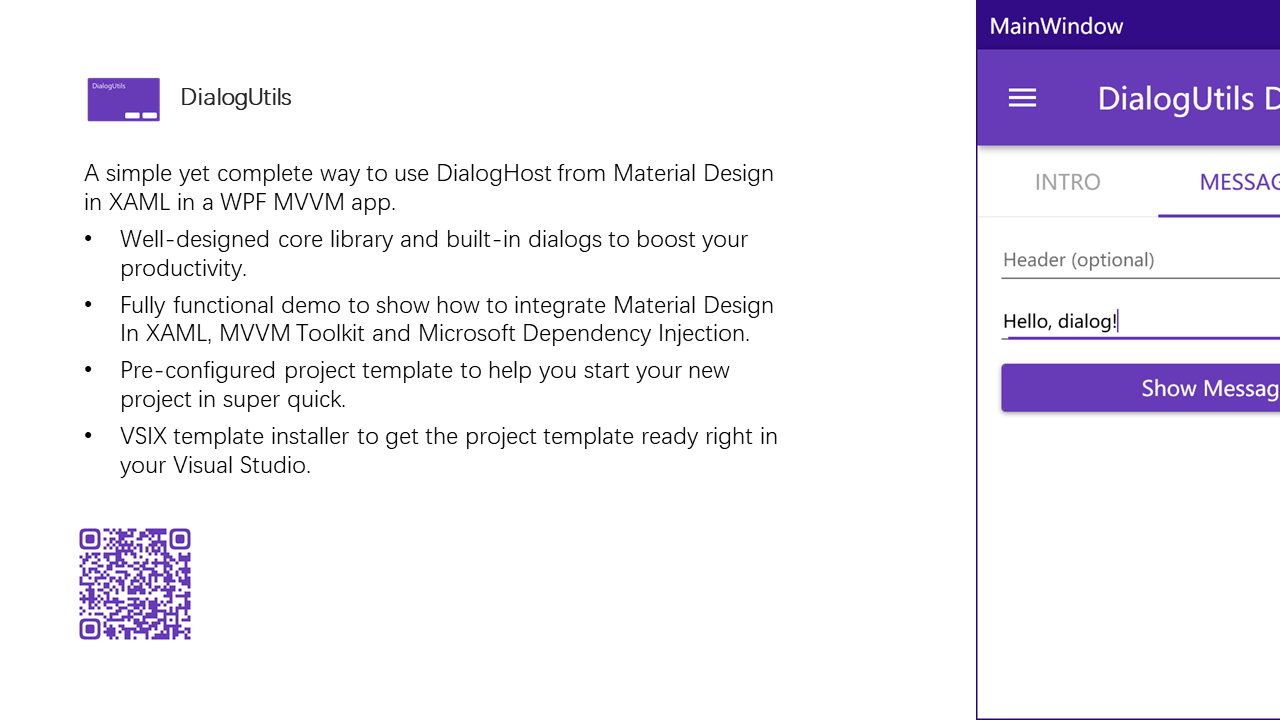 DialogUtils
DialogUtils
A simple yet complete way to use DialogHost from Material Design
in XAML in a WPF MVVM app.
• Well-designed core library and built-in dialogs to boost your
productivity.
• Fully functional demo to show how to integrate Material Design
In XAML, MVVM Toolkit and Microsoft Dependency Injection.
• Pre-configured project template to help you start your new
project in super quick.
• VSIX template installer to get the project template ready right in
your Visual Studio.
MainWindow
DialogUtils D
INTRO
MESSAG
Header (optional)
Hello, dialog!
Show Messag